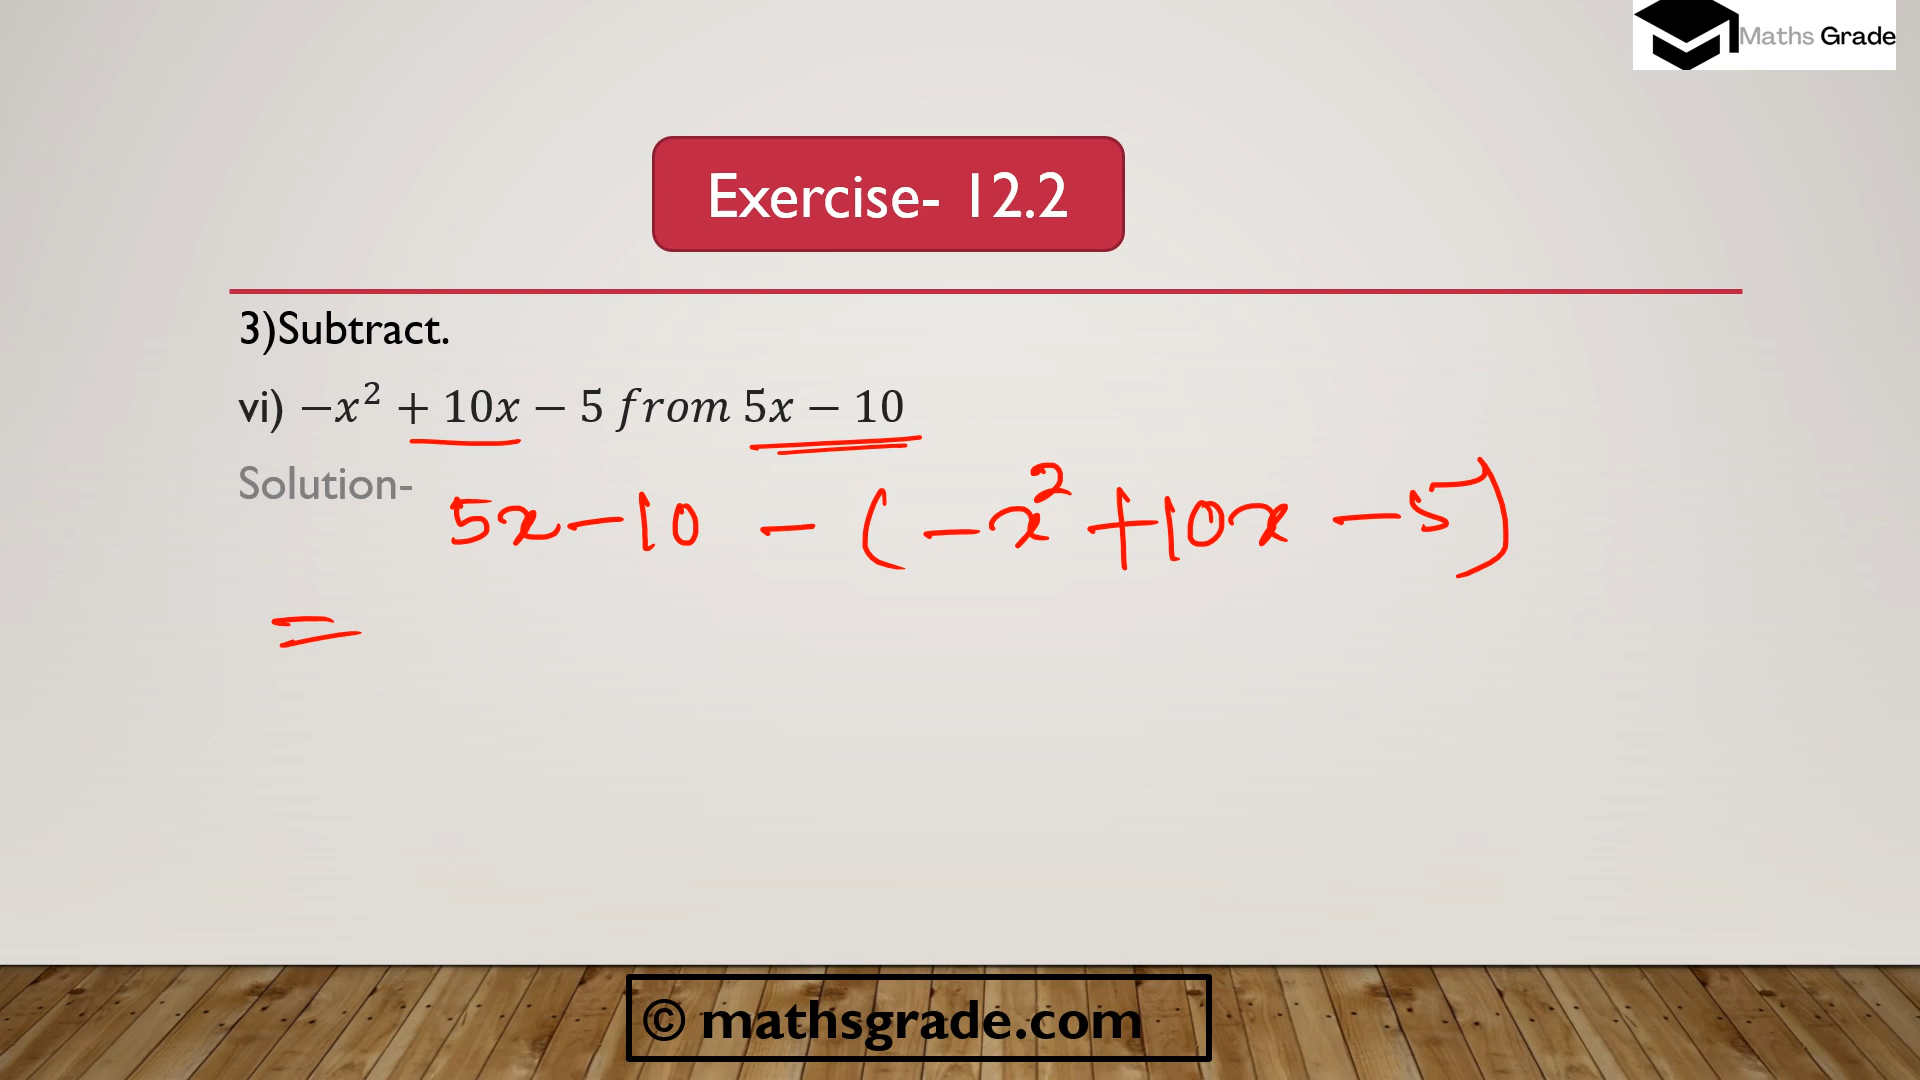 Maths Grade
Exercise- 12.2
3)Subtract.
vi) −x² + 10x − 5 from 5x − 10
Solution-
5x − 10 − (−x² + 10x − 5)
=
© mathsgrade.com